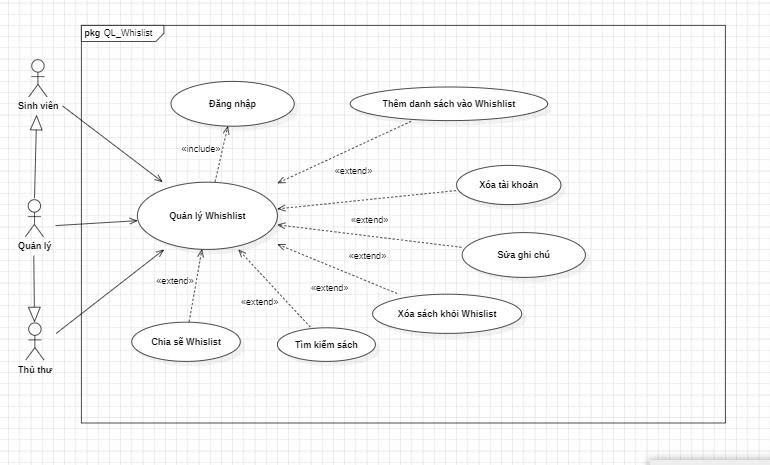 pkg QL_Whislist
Sinh viên
Đăng nhập
Thêm danh sách vào Whishlist
«include»
«extend»
Xóa tài khoản
Quản lý Whishlist
«extend»
Quản lý
Sửa ghi chú
«extend»
«extend»
«extend»
«extend»
Xóa sách khỏi Whislist
Chia sẽ Whislist
Tìm kiếm sách
Thủ thư